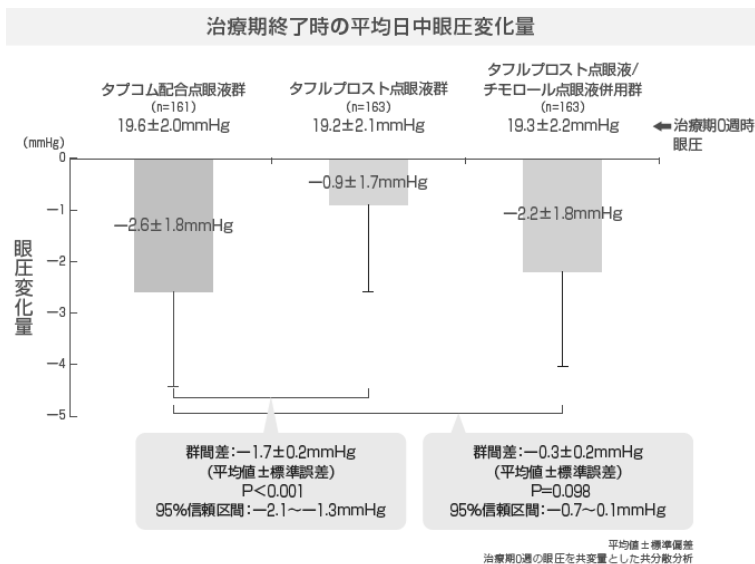 治療期終了時の平均日中眼圧変化量
タプコム配合点眼液群
(n=161)
19.6±2.0mmHg
タフルプロスト点眼液群
(n=163)
19.2±2.1mmHg
タフルプロスト点眼液/
チモロール点眼液併用群
(n=163)
19.3±2.2mmHg
治療期0週時
眼圧
(mmHg)
眼圧変化量
0
−1
−2
−3
−4
−5
−2.6±1.8mmHg
−0.9±1.7mmHg
−2.2±1.8mmHg
群間差:−1.7±0.2mmHg
(平均値±標準誤差)
P<0.001
95%信頼区間:−2.1〜−1.3mmHg
群間差:−0.3±0.2mmHg
(平均値±標準誤差)
P=0.098
95%信頼区間:−0.7〜0.1mmHg
平均値±標準偏差
治療期0週の眼圧を共変量とした共分散分析